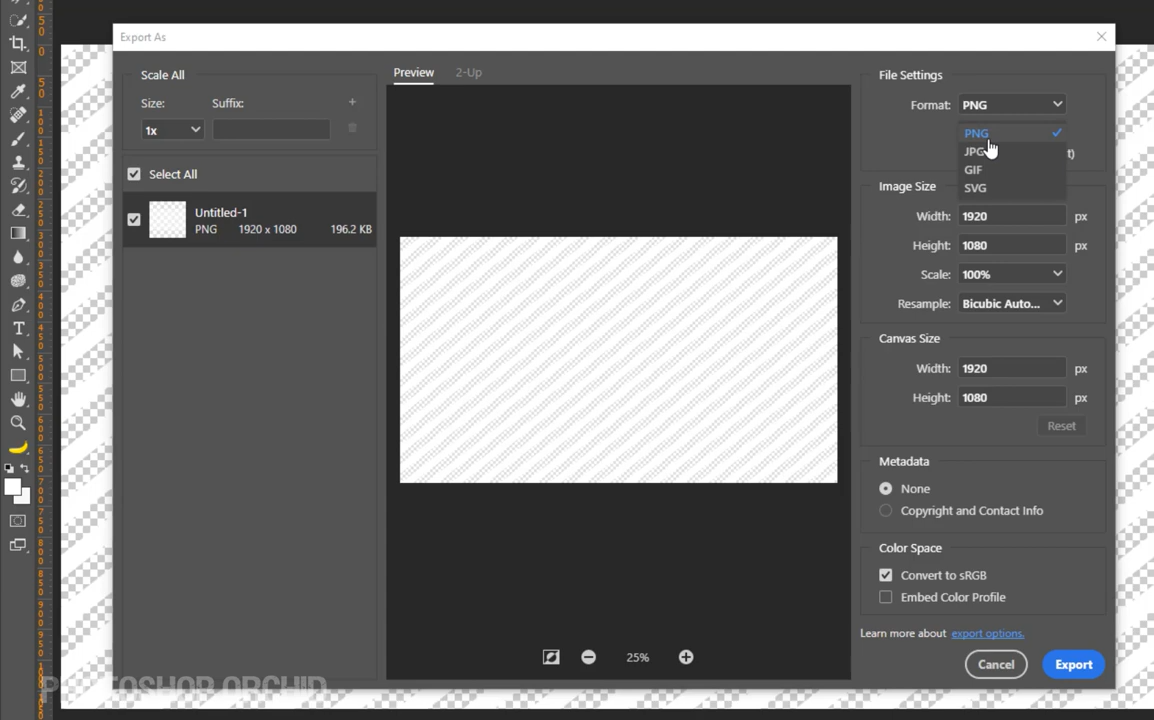 Export As
Scale All
Size:
Suffix:
1x
Select All
Untitled-1
PNG 1920 x 1080 196.2 KB
Preview
2-Up
25%
File Settings
Format: PNG
PNG
JPG
GIF
SVG
Image Size
Width: 1920 px
Height: 1080 px
Scale: 100%
Resample: Bicubic Auto...
Canvas Size
Width: 1920 px
Height: 1080 px
Reset
Metadata
None
Copyright and Contact Info
Color Space
Convert to sRGB
Embed Color Profile
Learn more about export options.
Cancel
Export
PHOTOSHOP ORCHID